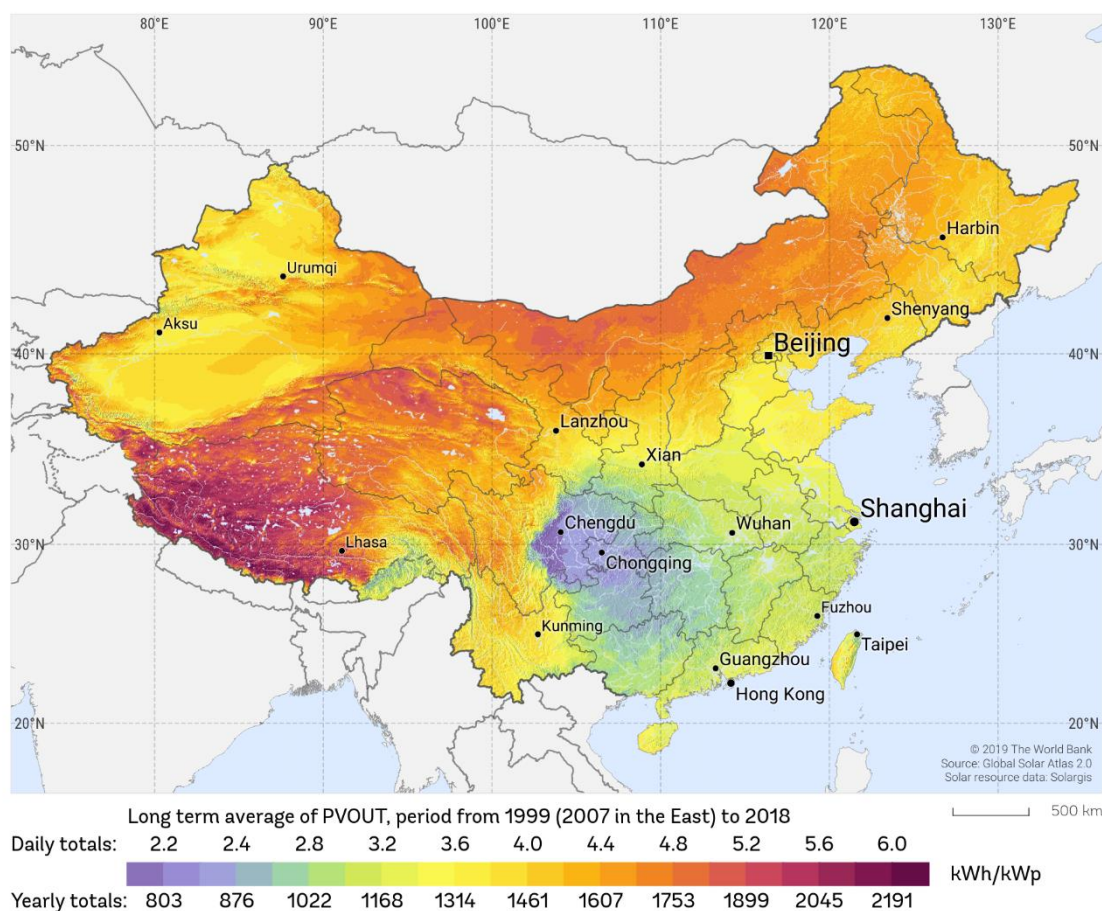 80°E 90°E 100°E 110°E 120°E 130°E
50°N 50°N
Harbin
Urumqi
Shenyang
Aksu
Beijing
40°N 40°N
Lanzhou
Xian
Shanghai
Chengdu
Wuhan
30°N Lhasa 30°N
Chongqing
Fuzhou
Kunming
Taipei
Guangzhou
Hong Kong
20°N 20°N
© 2019 The World Bank
Source: Global Solar Atlas 2.0
Solar resource data: Solargis
Long term average of PVOUT, period from 1999 (2007 in the East) to 2018
500 km
Daily totals: 2.2 2.4 2.8 3.2 3.6 4.0 4.4 4.8 5.2 5.6 6.0
kWh/kWp
Yearly totals: 803 876 1022 1168 1314 1461 1607 1753 1899 2045 2191